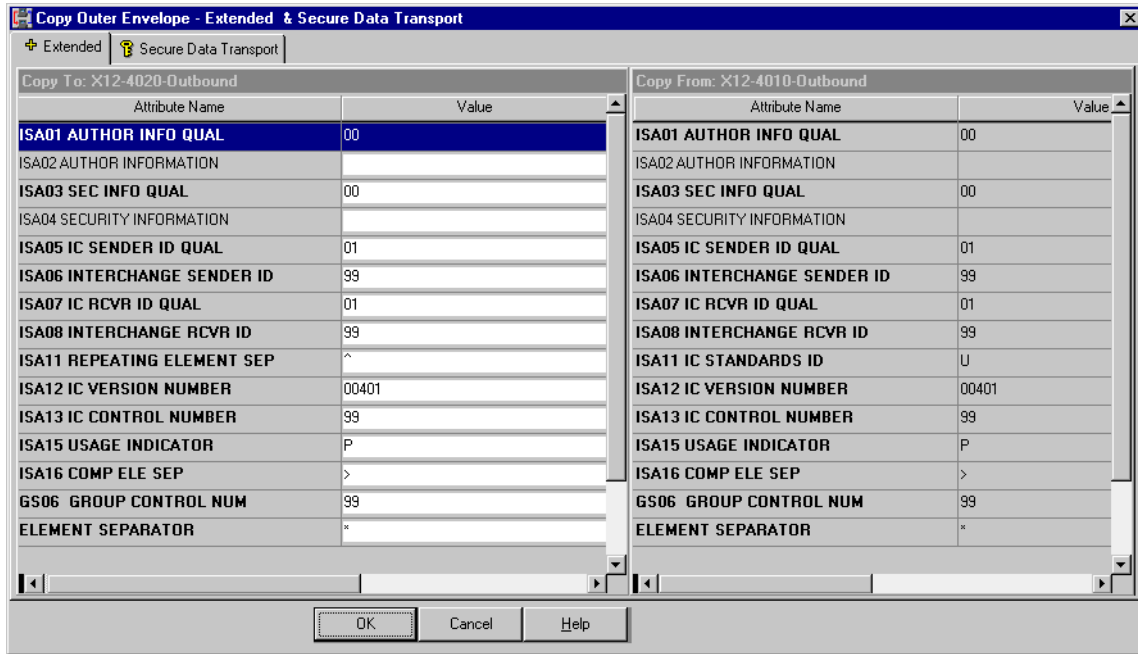 Copy Outer Envelope - Extended & Secure Data Transport
Extended Secure Data Transport
Copy To: X12-4020-Outbound Copy From: X12-4010-Outbound
Attribute Name Value Attribute Name Value
ISA01 AUTHOR INFO QUAL 00 ISA01 AUTHOR INFO QUAL 00
ISA02 AUTHOR INFORMATION ISA02 AUTHOR INFORMATION
ISA03 SEC INFO QUAL 00 ISA03 SEC INFO QUAL 00
ISA04 SECURITY INFORMATION ISA04 SECURITY INFORMATION
ISA05 IC SENDER ID QUAL 01 ISA05 IC SENDER ID QUAL 01
ISA06 INTERCHANGE SENDER ID 99 ISA06 INTERCHANGE SENDER ID 99
ISA07 IC RCVR ID QUAL 01 ISA07 IC RCVR ID QUAL 01
ISA08 INTERCHANGE RCVR ID 99 ISA08 INTERCHANGE RCVR ID 99
ISA11 REPEATING ELEMENT SEP ^ ISA11 IC STANDARDS ID U
ISA12 IC VERSION NUMBER 00401 ISA12 IC VERSION NUMBER 00401
ISA13 IC CONTROL NUMBER 99 ISA13 IC CONTROL NUMBER 99
ISA15 USAGE INDICATOR P ISA15 USAGE INDICATOR P
ISA16 COMP ELE SEP > ISA16 COMP ELE SEP >
GS06 GROUP CONTROL NUM 99 GS06 GROUP CONTROL NUM 99
ELEMENT SEPARATOR * ELEMENT SEPARATOR *
OK Cancel Help